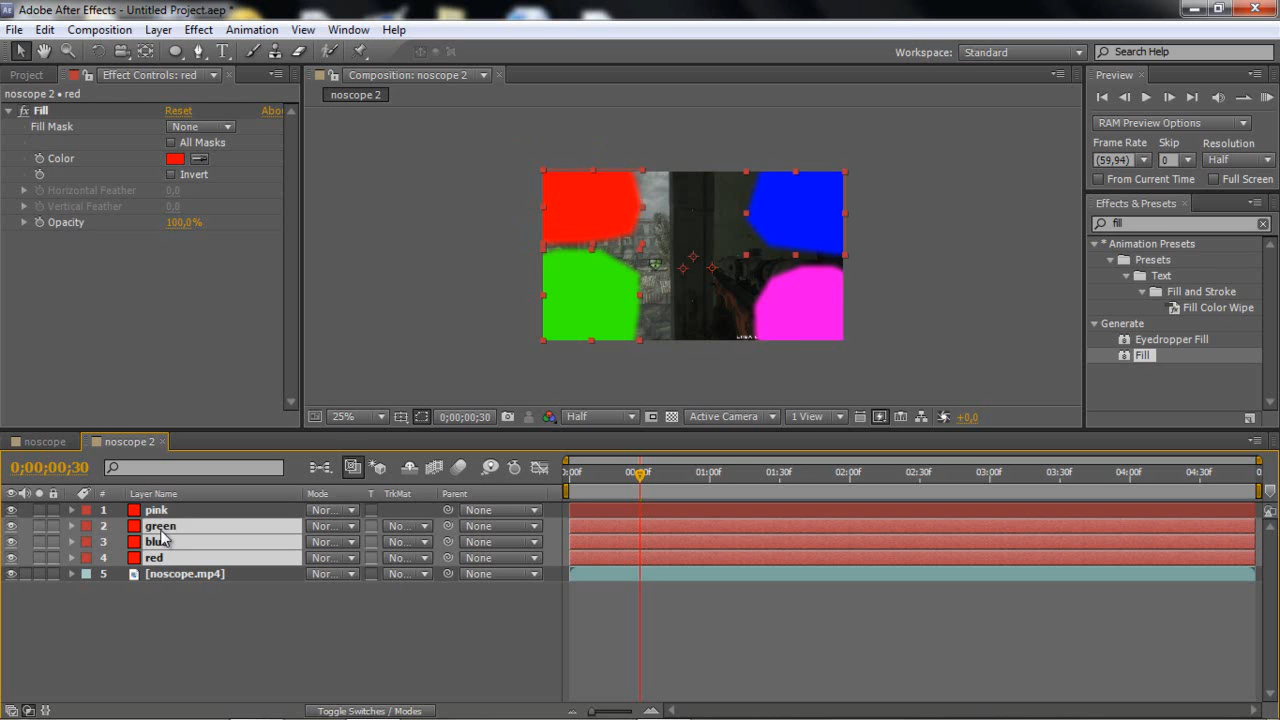 Adobe After Effects - Untitled Project.aep *
File Edit Composition Layer Effect Animation View Window Help
Workspace: Standard Search Help
Project Effect Controls: red Composition: noscope 2 Preview
noscope 2 • red noscope 2
fx Fill Reset Abo
Fill Mask None
All Masks
Color
Invert
Horizontal Feather 0,0
Vertical Feather 0,0
Opacity 100,0%
RAM Preview Options
Frame Rate Skip Resolution
(59,94) 0 Half
From Current Time Full Screen
Effects & Presets
fill
* Animation Presets
Presets
Text
Fill and Stroke
Fill Color Wipe
Generate
Eyedropper Fill
Fill
25% 0;00;00;30 Half Active Camera 1 View +0,0
noscope noscope 2
0;00;00;30
01:00f 01:30f 02:00f 02:30f 03:00f 03:30f 04:00f 04:30f
# Layer Name Mode T TrkMat Parent
1 pink Nor... None
2 green Nor... No... None
3 Nor... No... None
4 red Nor... No... None
5 [noscope.mp4] Nor... No... None
Toggle Switches / Modes